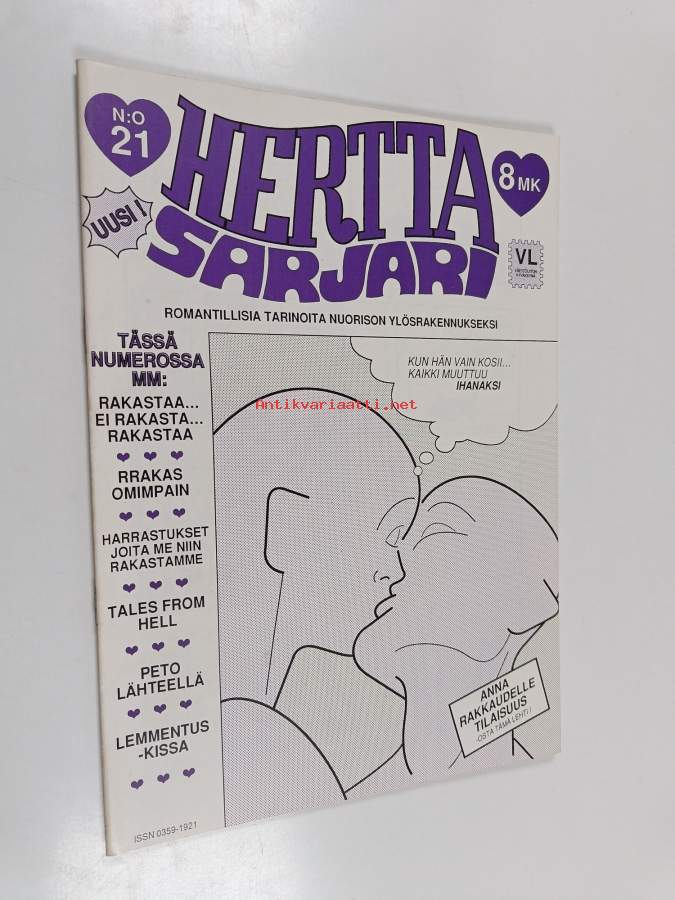 N:O
21
HERTTA
SARJARI
8 MK
UUSI !
VL
ROMANTILLISIA TARINOITA NUORISON YLÖSRAKENNUKSEKSI
TÄSSÄ
NUMEROSSA
MM:
RAKASTAA...
EI RAKASTA...
RAKASTAA
RRAKAS
OMIMPAIN
HARRASTUKSET
JOITA ME NIIN
RAKASTAMME
TALES FROM
HELL
PETO
LÄHTEELLÄ
LEMMENTUS
-KISSA
ISSN 0359-1921
KUN HÄN VAIN KOSII...
KAIKKI MUUTTUU
IHANAKSI
Antikvariaatti.net
ANNA
RAKKAUDELLE
TILAISUUS
-OSTA TÄMÄ LEHTI !